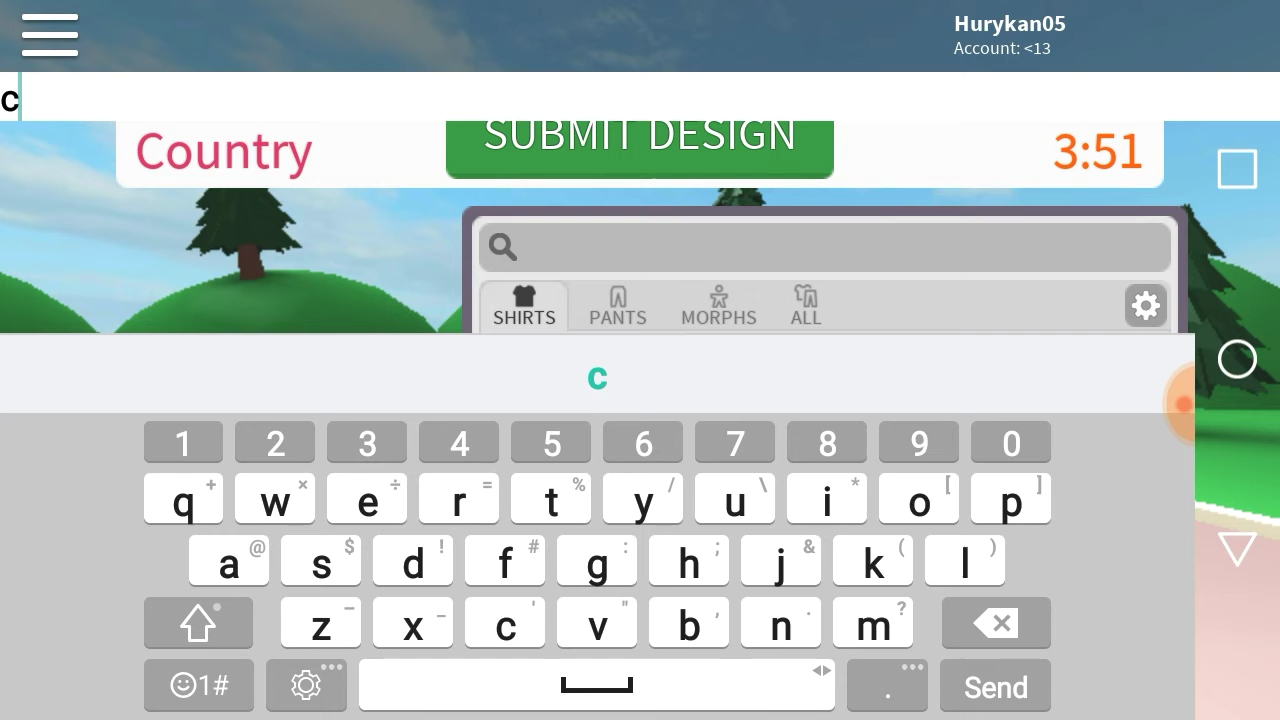 Hurykan05
Account: <13
c
Country
SUBMIT DESIGN
3:51
SHIRTS
PANTS
MORPHS
ALL
c
1 2 3 4 5 6 7 8 9 0
q + w × e ÷ r = t % y / u \ i * o [ p ]
a @ s $ d ! f # g : h ; j & k ( l )
z – x _ c ' v " b , n . m ?
1# . Send